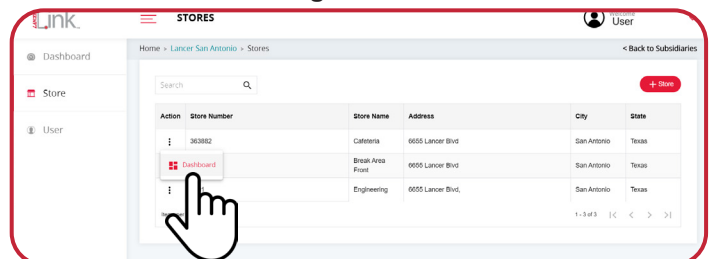 Link
STORES
Welcome
User
Dashboard
Store
User
Home » Lancer San Antonio » Stores
< Back to Subsidiaries
Search
+ Store
Action Store Number Store Name Address City State
363882 Cafeteria 6655 Lancer Blvd San Antonio Texas
Dashboard
Break Area Front 6655 Lancer Blvd San Antonio Texas
Engineering 6655 Lancer Blvd, San Antonio Texas
1 - 3 of 3